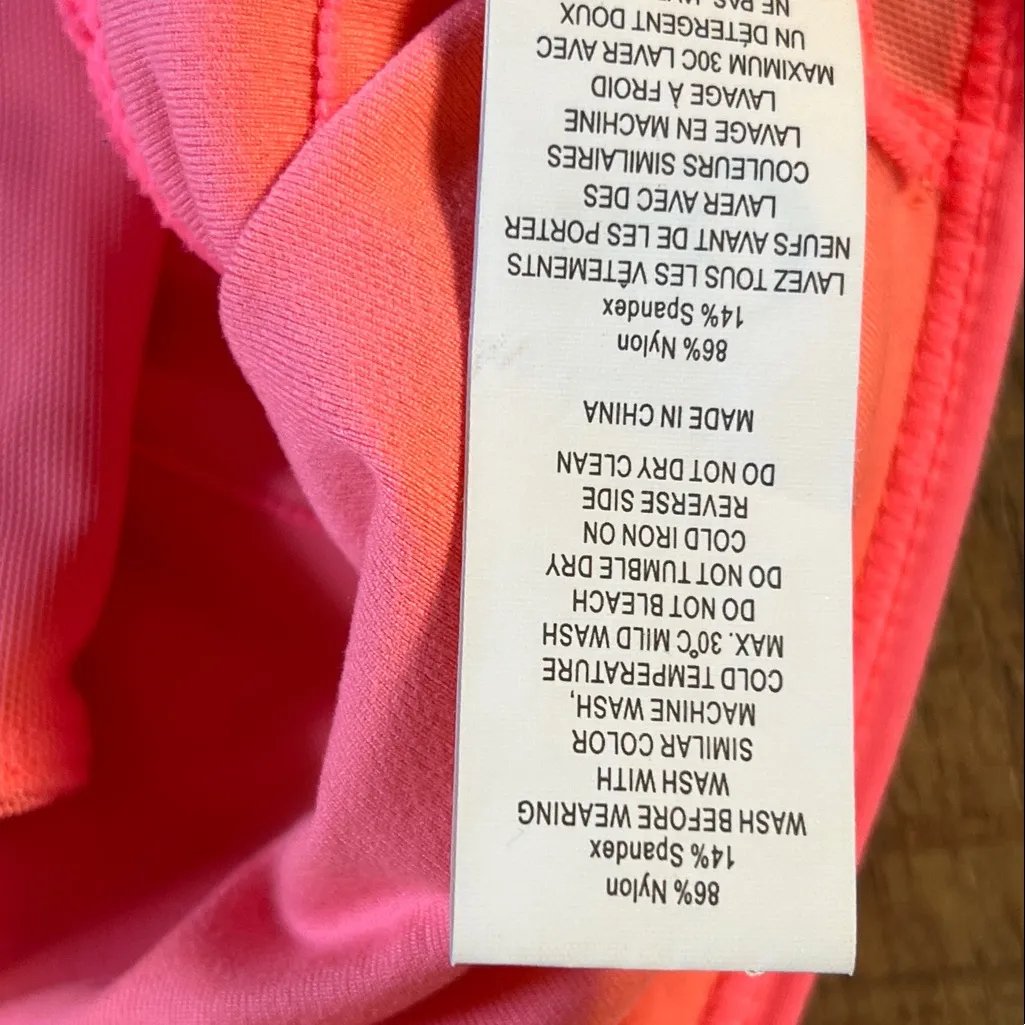 86% Nylon
14% Spandex
WASH BEFORE WEARING
WASH WITH
SIMILAR COLOR
MACHINE WASH,
COLD TEMPERATURE
MAX. 30℃ MILD WASH
DO NOT BLEACH
DO NOT TUMBLE DRY
COLD IRON ON
REVERSE SIDE
DO NOT DRY CLEAN
MADE IN CHINA
86% Nylon
14% Spandex
LAVEZ TOUS LES VÊTEMENTS
NEUFS AVANT DE LES PORTER
LAVER AVEC DES
COULEURS SIMILAIRES
LAVAGE EN MACHINE
LAVAGE À FROID
MAXIMUM 30C LAVER AVEC
UN DÉTERGENT DOUX
NE PAS